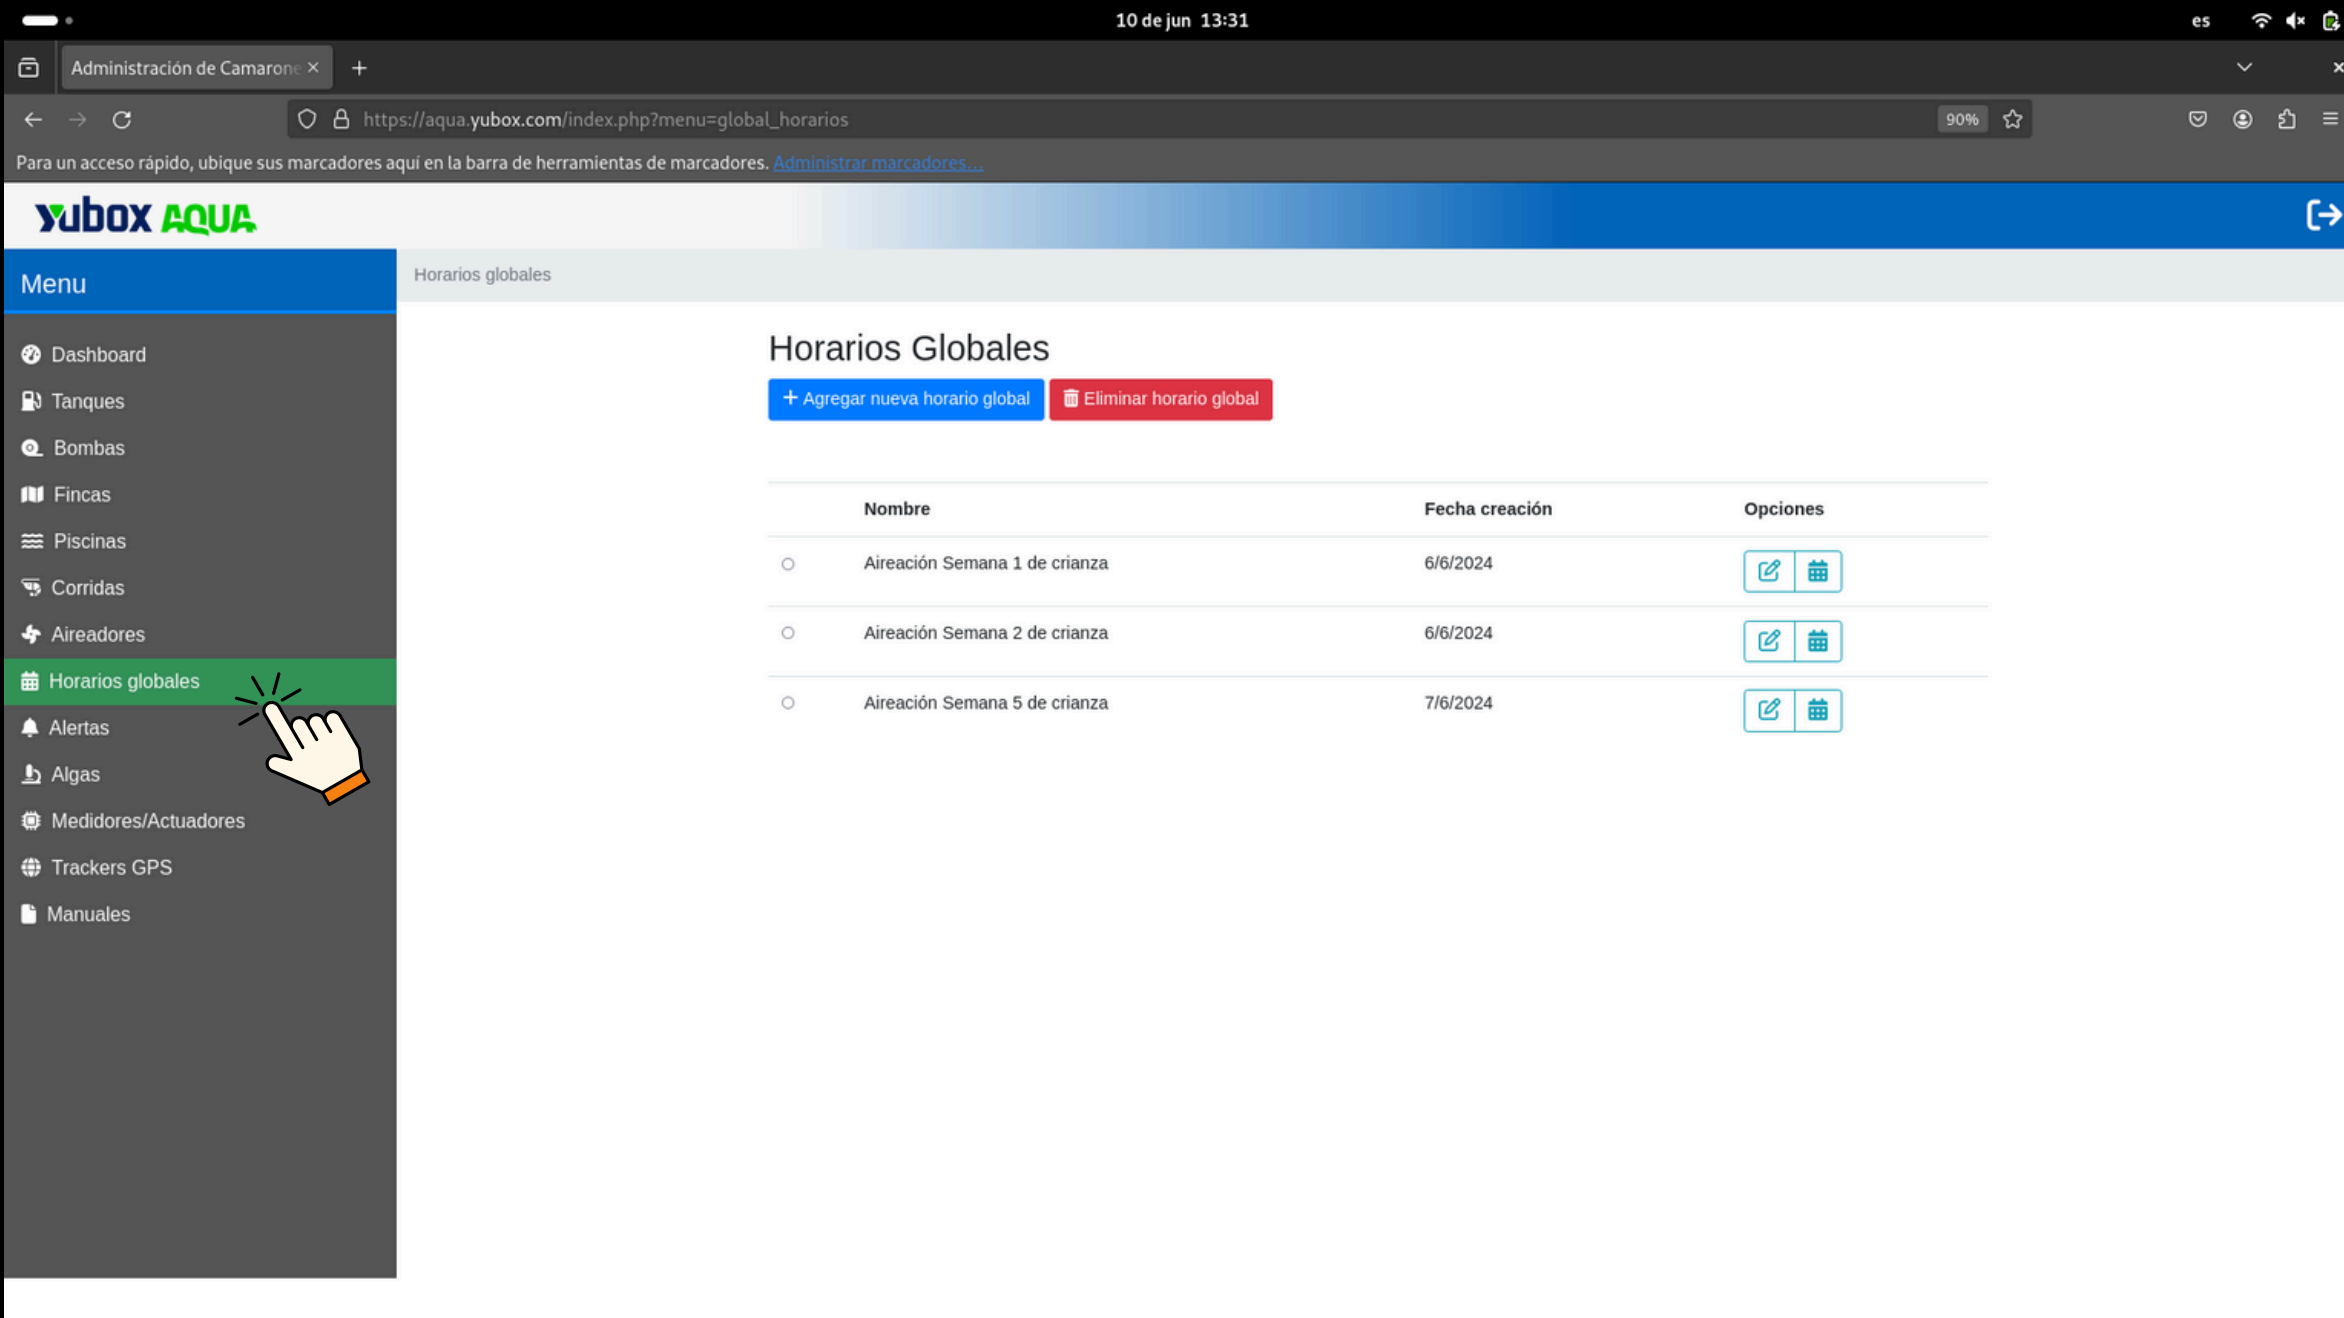 10 de jun 13:31
es
Administración de Camarone
https://aqua.yubox.com/index.php?menu=global_horarios
90%
Para un acceso rápido, ubique sus marcadores aquí en la barra de herramientas de marcadores. Administrar marcadores...
yubox AQUA
Menu
Horarios globales
Dashboard
Tanques
Bombas
Fincas
Piscinas
Corridas
Aireadores
Horarios globales
Alertas
Algas
Medidores/Actuadores
Trackers GPS
Manuales
Horarios Globales
+ Agregar nueva horario global
Eliminar horario global
Nombre Fecha creación Opciones
Aireación Semana 1 de crianza 6/6/2024
Aireación Semana 2 de crianza 6/6/2024
Aireación Semana 5 de crianza 7/6/2024